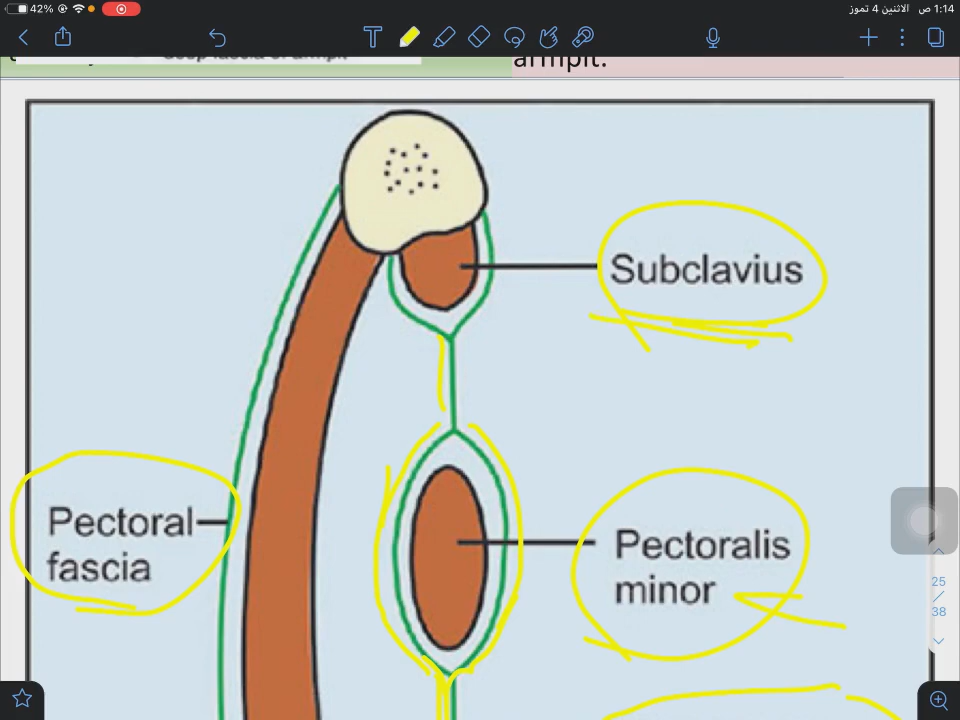 42%
1:14 ص الاثنين 4 تموز
armpit.
Subclavius
Pectoral
fascia
Pectoralis
minor
25
/
38